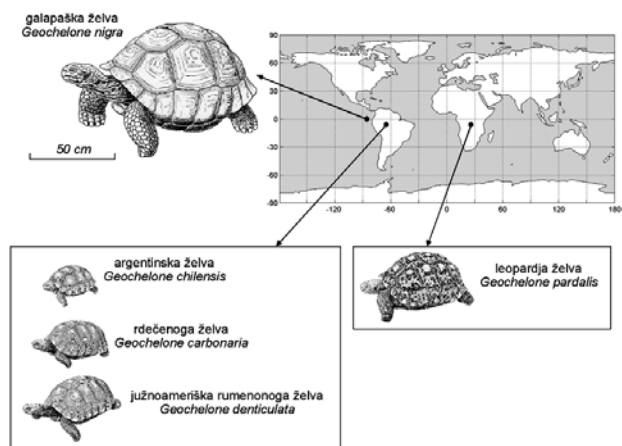 galapaška želva
Geochelone nigra
50 cm
90
60
30
0
-30
-60
-90
-180
-120
-60
0
60
120
180
argentinska želva
Geochelone chilensis
rdečenoga želva
Geochelone carbonaria
južnoameriška rumenonoga želva
Geochelone denticulata
leopardja želva
Geochelone pardalis